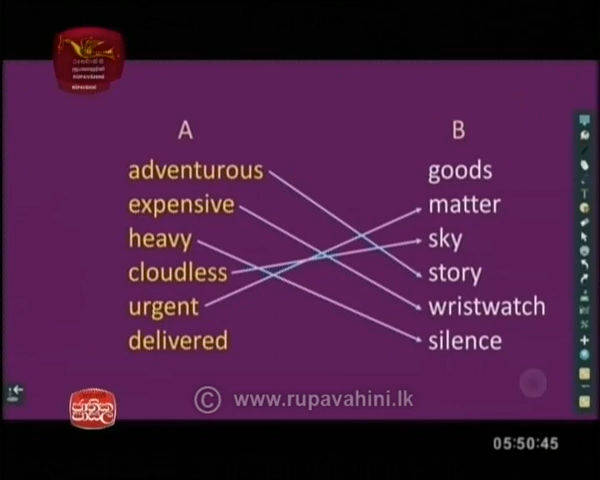 A
B
adventurous
goods
expensive
matter
heavy
sky
cloudless
story
urgent
wristwatch
delivered
silence
© www.rupavahini.lk
05:50:45